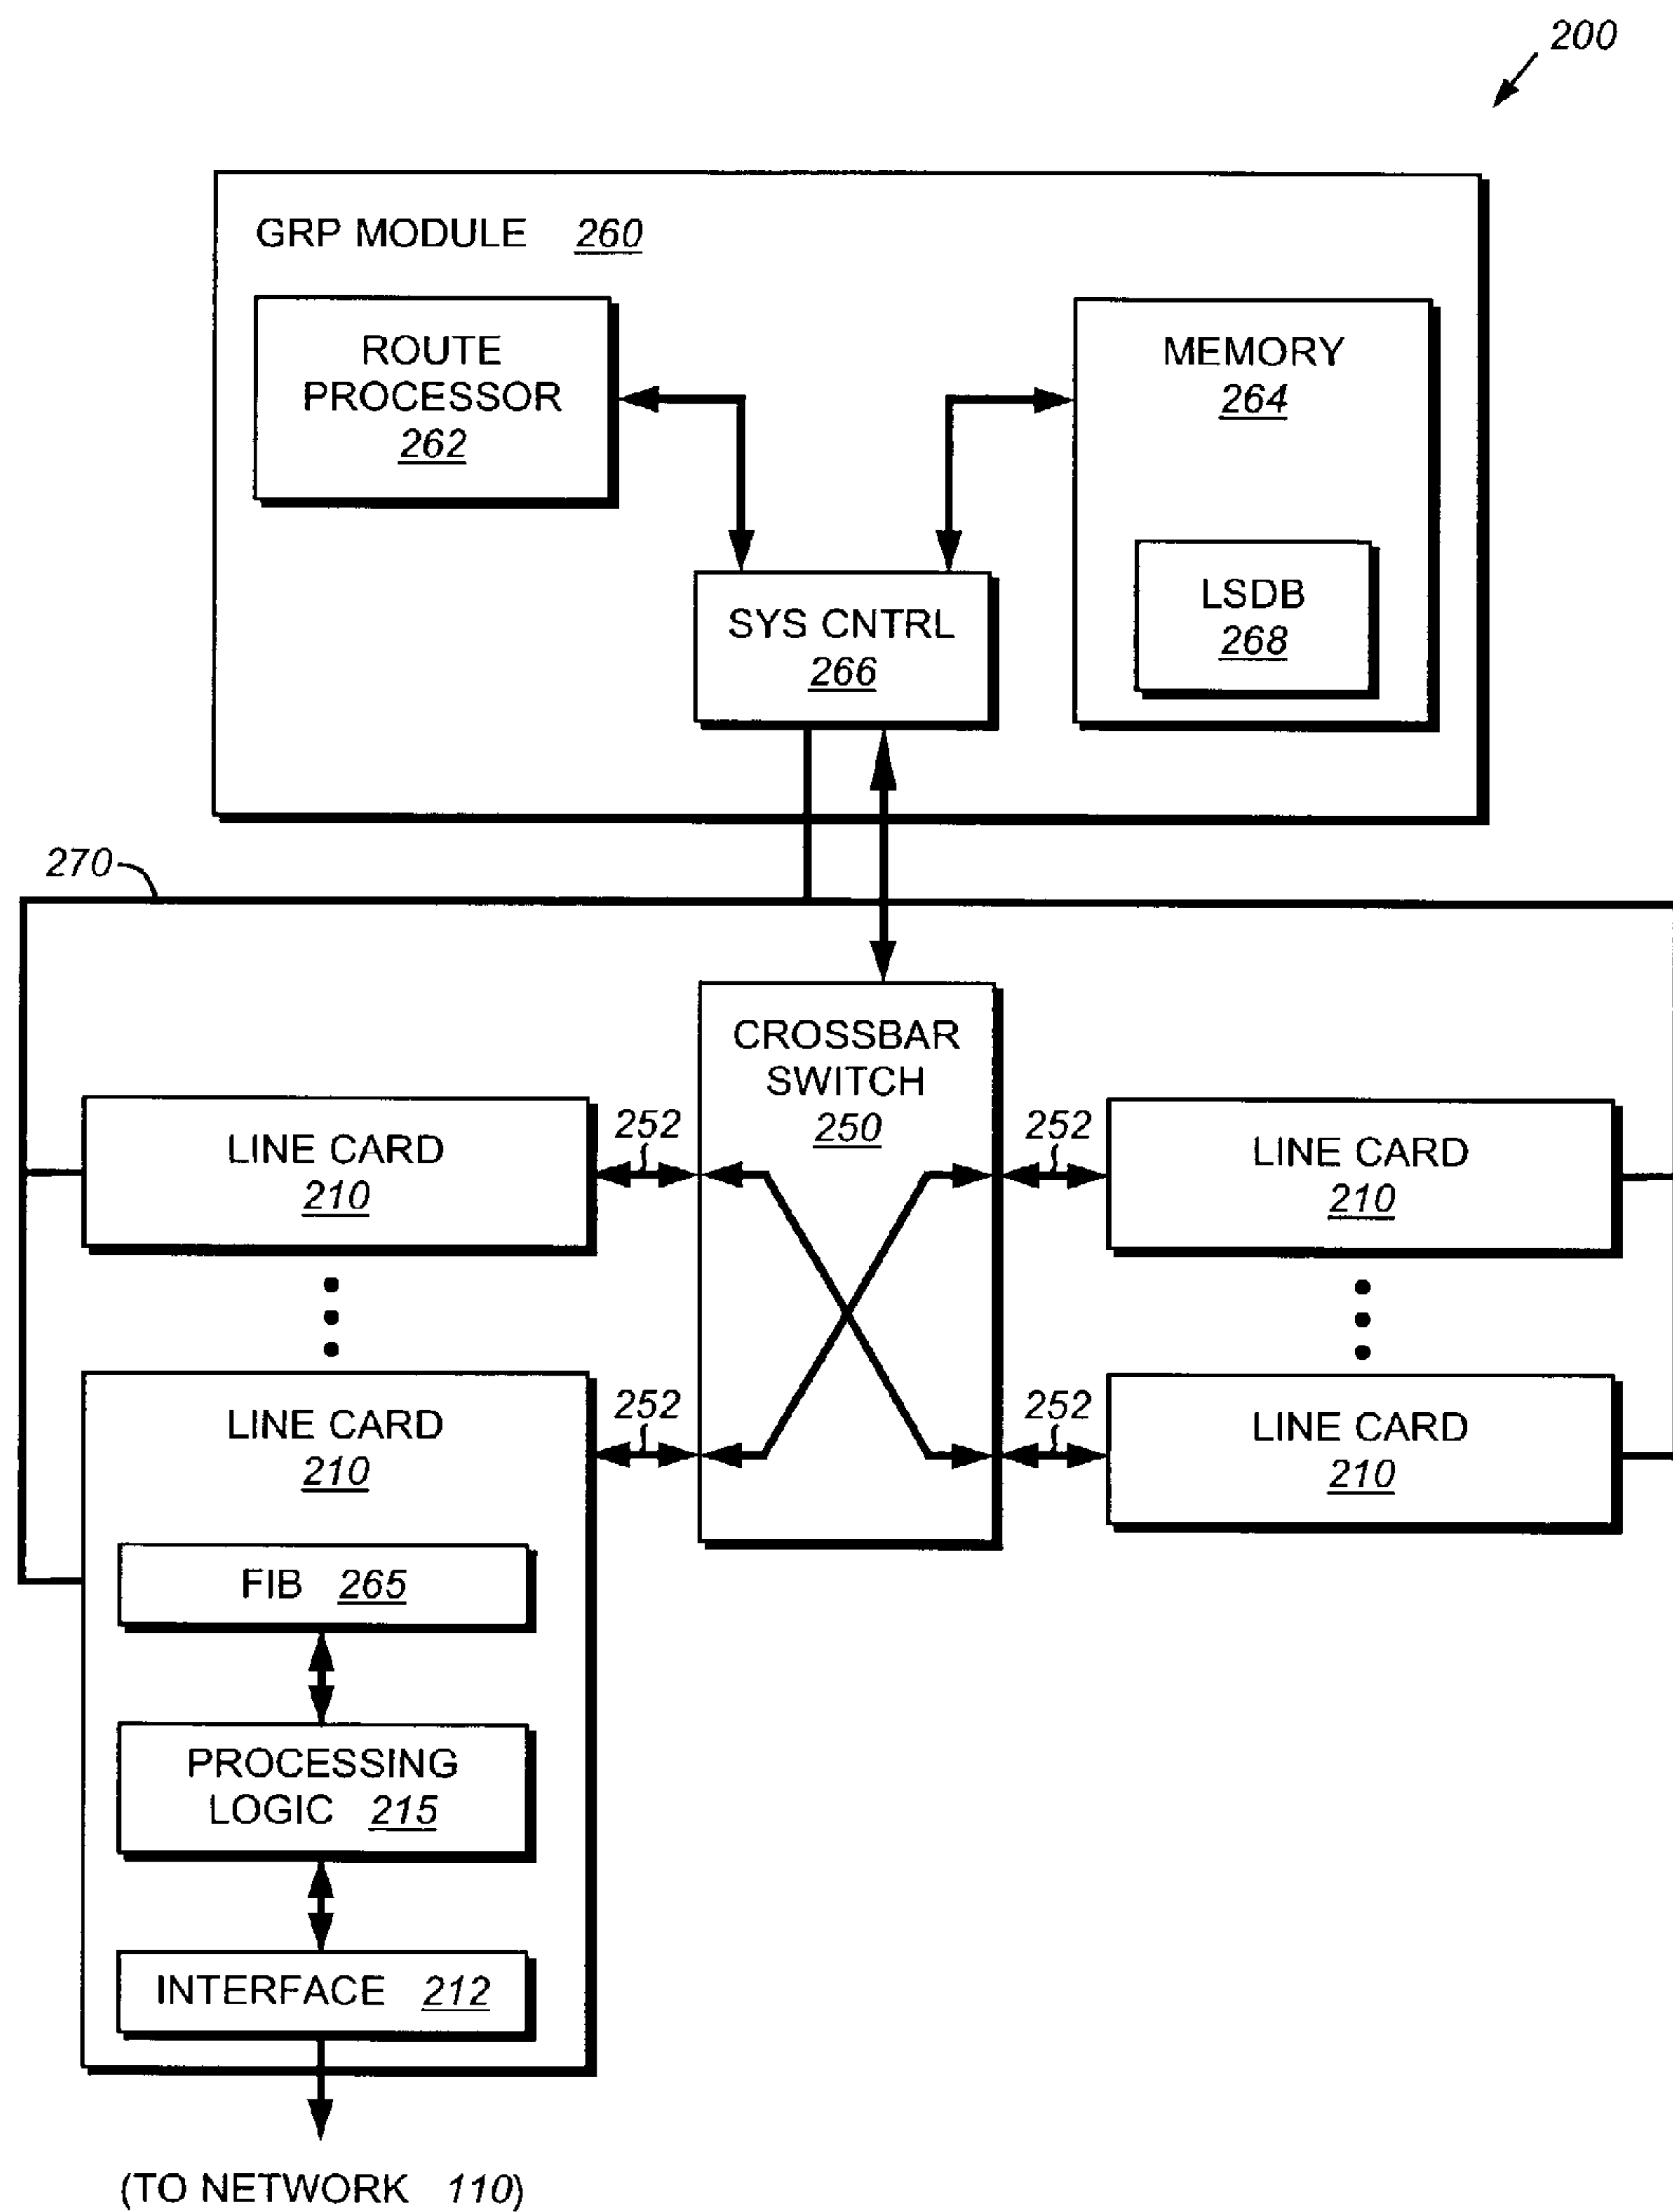 200
GRP MODULE 260
ROUTE
PROCESSOR
262
MEMORY
264
LSDB
268
SYS CNTRL
266
270
CROSSBAR
SWITCH
250
LINE CARD
210
252
252
LINE CARD
210
LINE CARD
210
252
252
LINE CARD
210
FIB 265
PROCESSING
LOGIC 215
INTERFACE 212
(TO NETWORK 110)